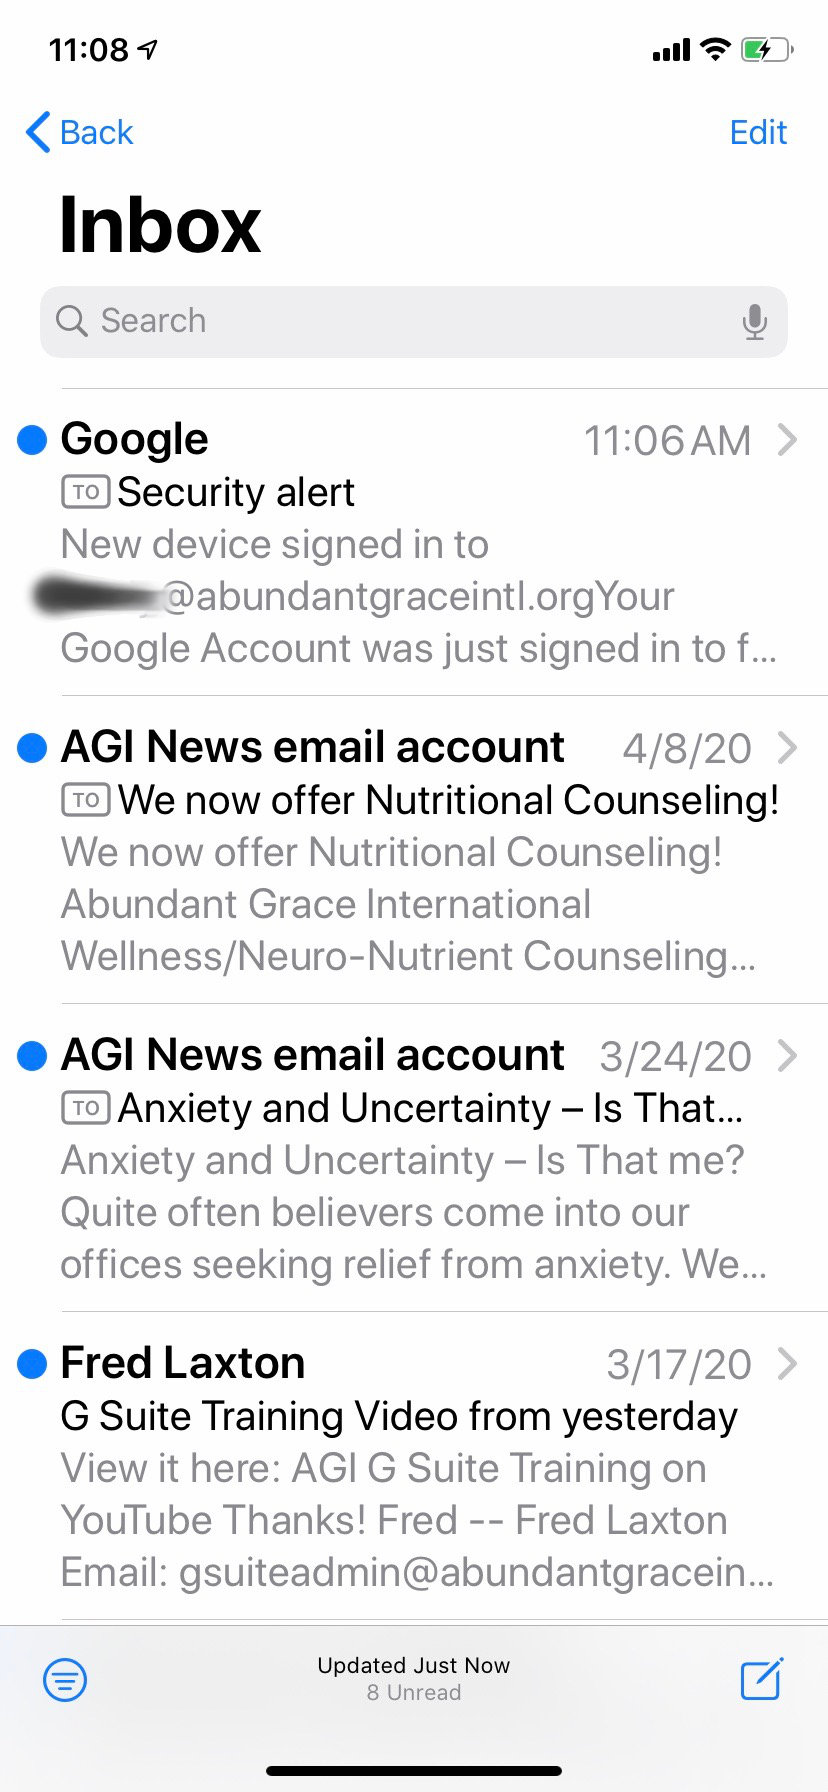 11:08
Back
Edit
Inbox
Search
Google 11:06 AM
TO Security alert
New device signed in to
@abundantgraceintl.orgYour
Google Account was just signed in to f...
AGI News email account 4/8/20
TO We now offer Nutritional Counseling!
We now offer Nutritional Counseling!
Abundant Grace International
Wellness/Neuro-Nutrient Counseling...
AGI News email account 3/24/20
TO Anxiety and Uncertainty – Is That...
Anxiety and Uncertainty – Is That me?
Quite often believers come into our
offices seeking relief from anxiety. We...
Fred Laxton 3/17/20
G Suite Training Video from yesterday
View it here: AGI G Suite Training on
YouTube Thanks! Fred -- Fred Laxton
Email: gsuiteadmin@abundantgracein...
Updated Just Now
8 Unread